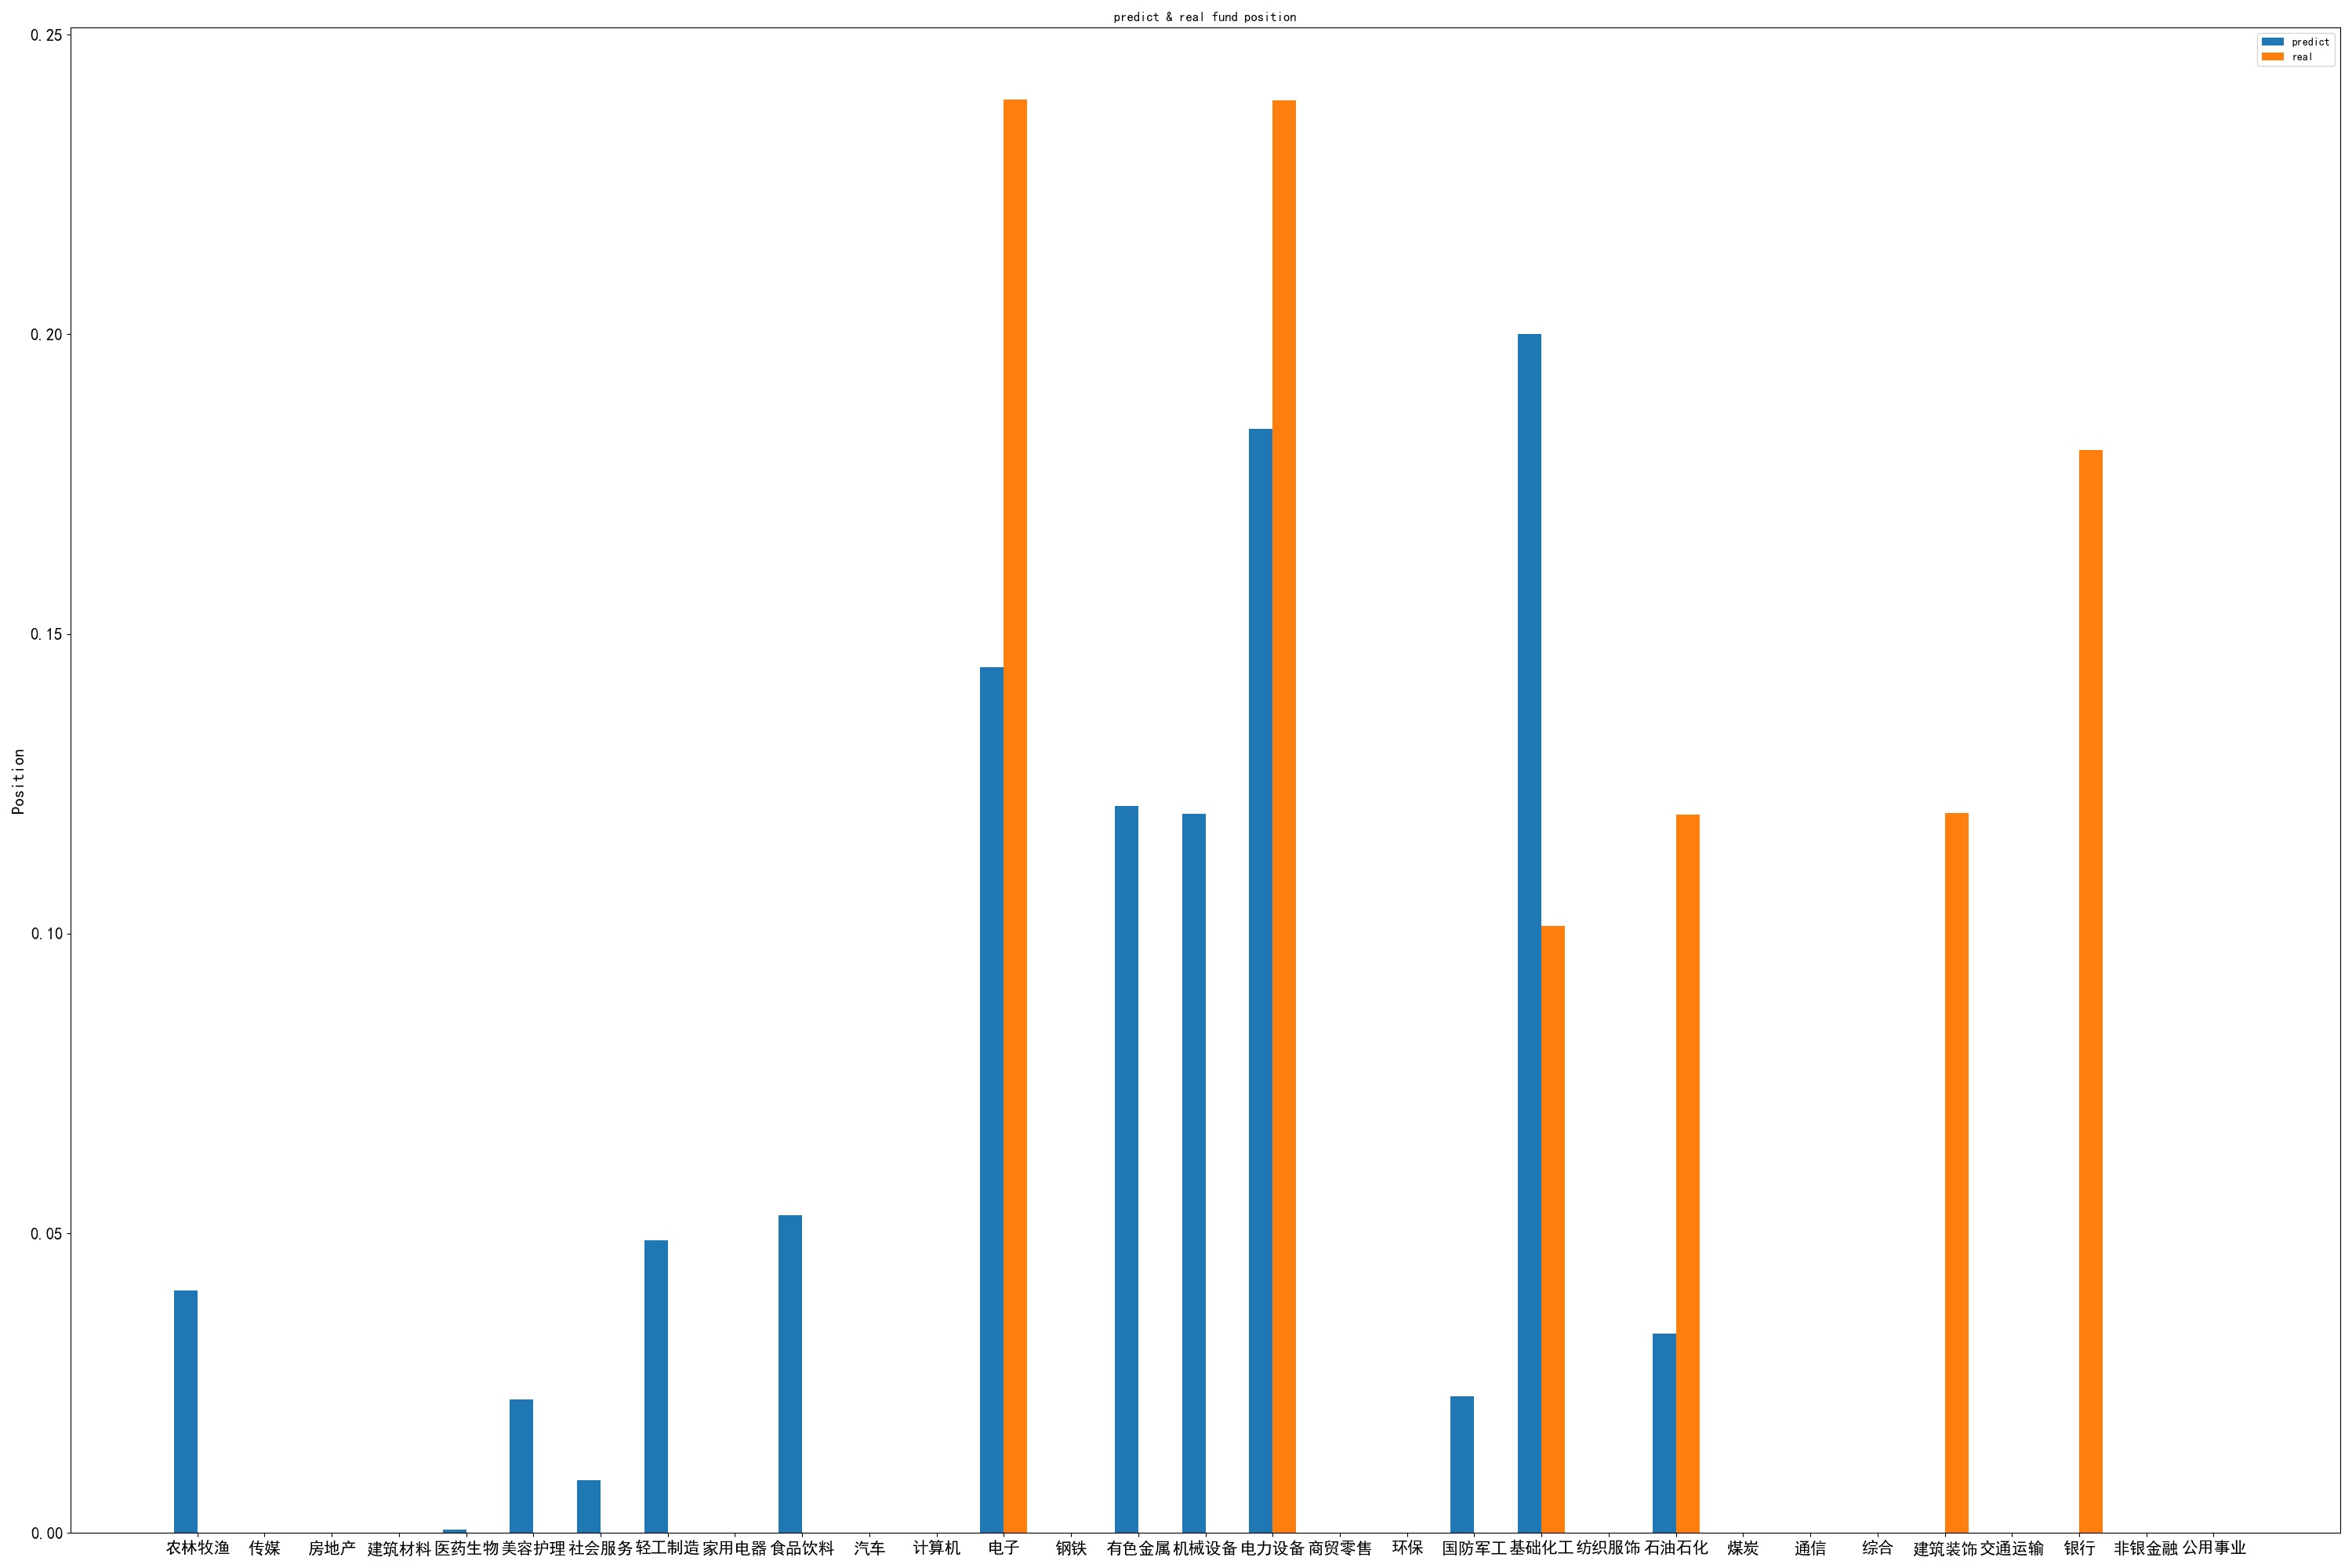 predict & real fund position
predict
real
Position
0.25
0.20
0.15
0.10
0.05
0.00
农林牧渔 传媒 房地产 建筑材料 医药生物 美容护理 社会服务 轻工制造 家用电器 食品饮料 汽车 计算机 电子 钢铁 有色金属 机械设备 电力设备 商贸零售 环保 国防军工 基础化工 纺织服饰 石油石化 煤炭 通信 综合 建筑装饰 交通运输 银行 非银金融 公用事业